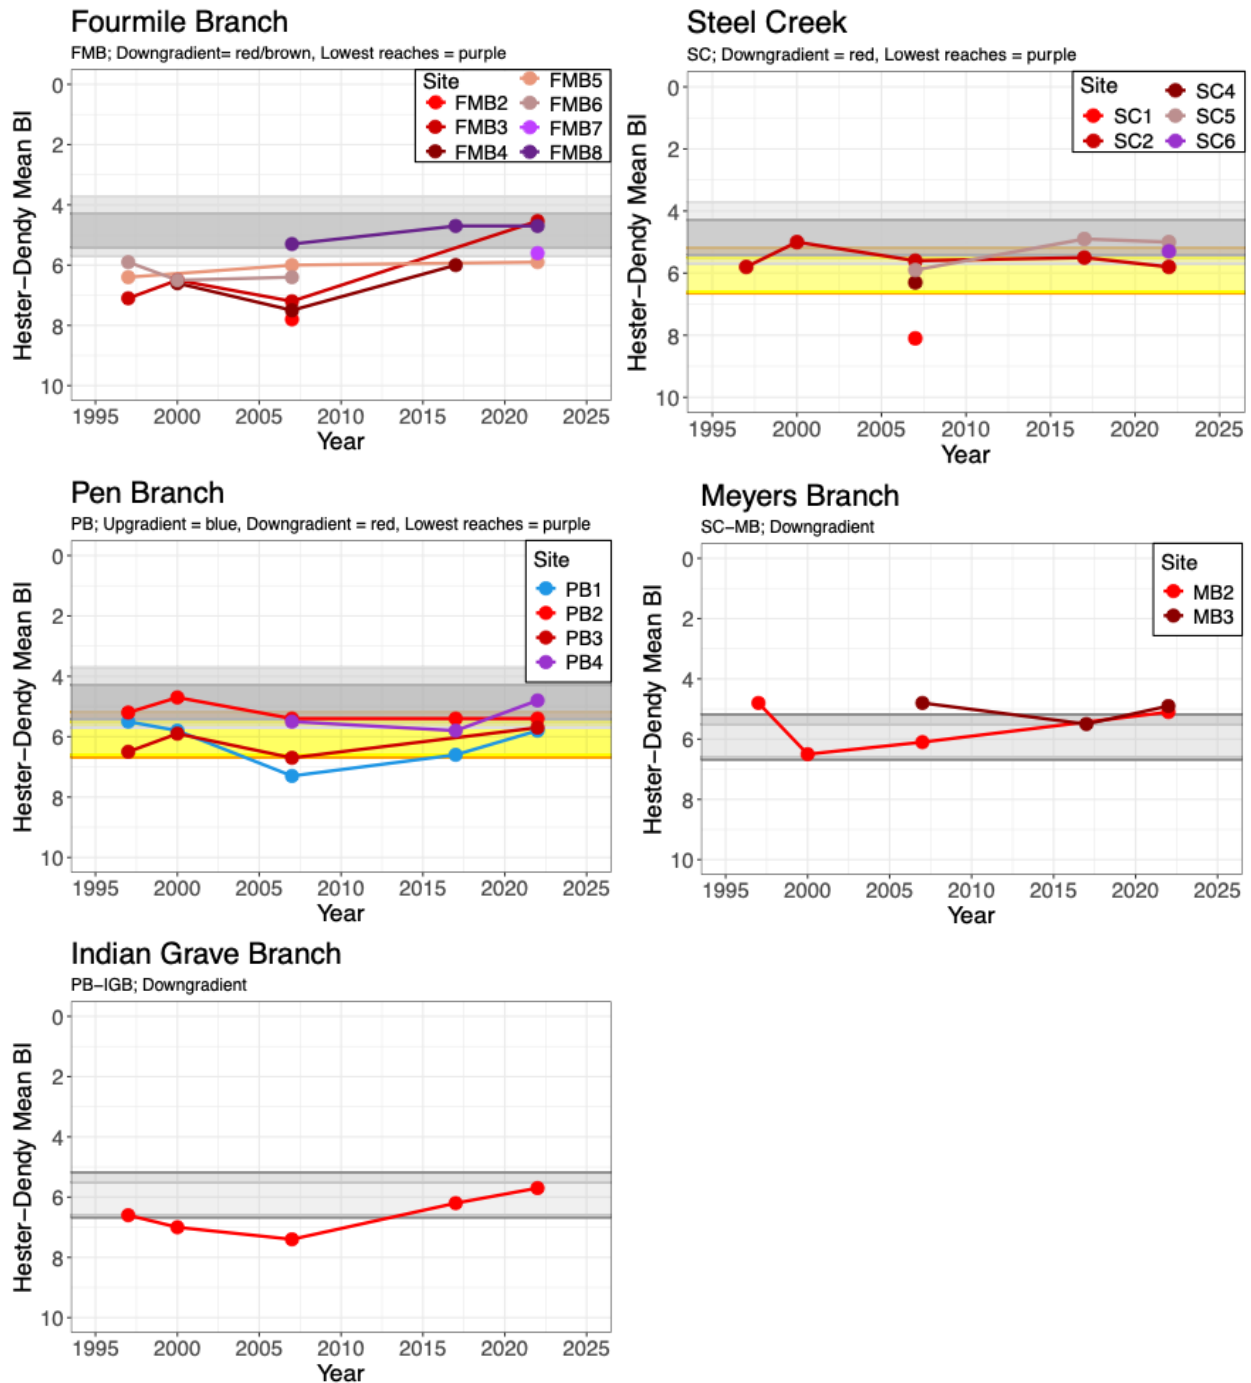 Fourmile Branch
FMB; Downgradient= red/brown, Lowest reaches = purple
Hester−Dendy Mean BI
0
2
4
6
8
10
1995 2000 2005 2010 2015 2020 2025
Year
Site
FMB2
FMB3
FMB4
FMB5
FMB6
FMB7
FMB8
Steel Creek
SC; Downgradient = red, Lowest reaches = purple
Hester−Dendy Mean BI
0
2
4
6
8
10
1995 2000 2005 2010 2015 2020 2025
Year
Site
SC1
SC2
SC4
SC5
SC6
Pen Branch
PB; Upgradient = blue, Downgradient = red, Lowest reaches = purple
Hester−Dendy Mean BI
0
2
4
6
8
10
1995 2000 2005 2010 2015 2020 2025
Year
Site
PB1
PB2
PB3
PB4
Meyers Branch
SC−MB; Downgradient
Hester−Dendy Mean BI
0
2
4
6
8
10
1995 2000 2005 2010 2015 2020 2025
Year
Site
MB2
MB3
Indian Grave Branch
PB−IGB; Downgradient
Hester−Dendy Mean BI
0
2
4
6
8
10
1995 2000 2005 2010 2015 2020 2025
Year